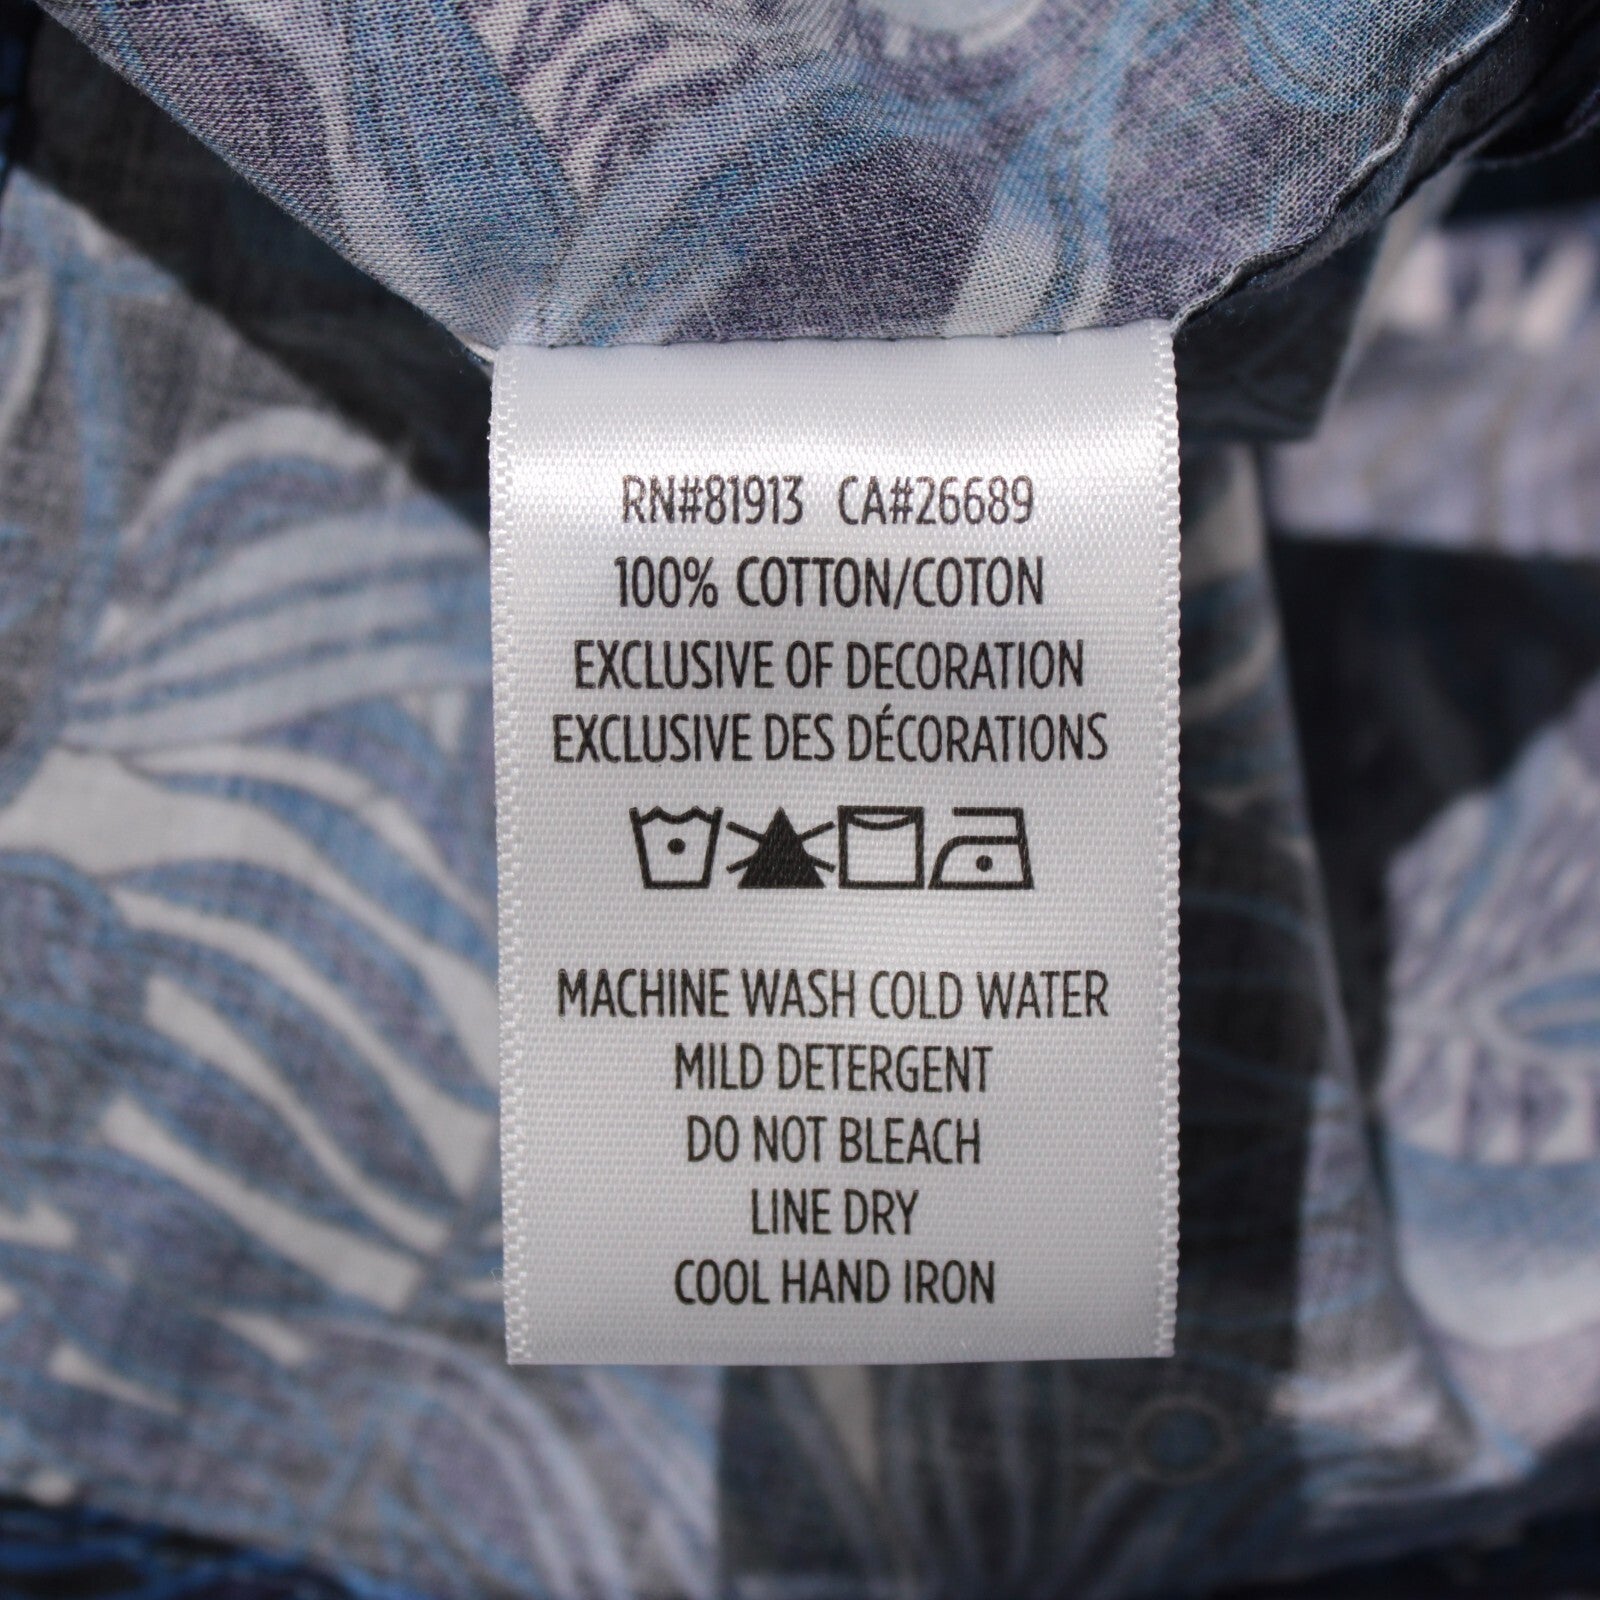 RN#81913 CA#26689
100% COTTON/COTON
EXCLUSIVE OF DECORATION
EXCLUSIVE DES DÉCORATIONS
MACHINE WASH COLD WATER
MILD DETERGENT
DO NOT BLEACH
LINE DRY
COOL HAND IRON